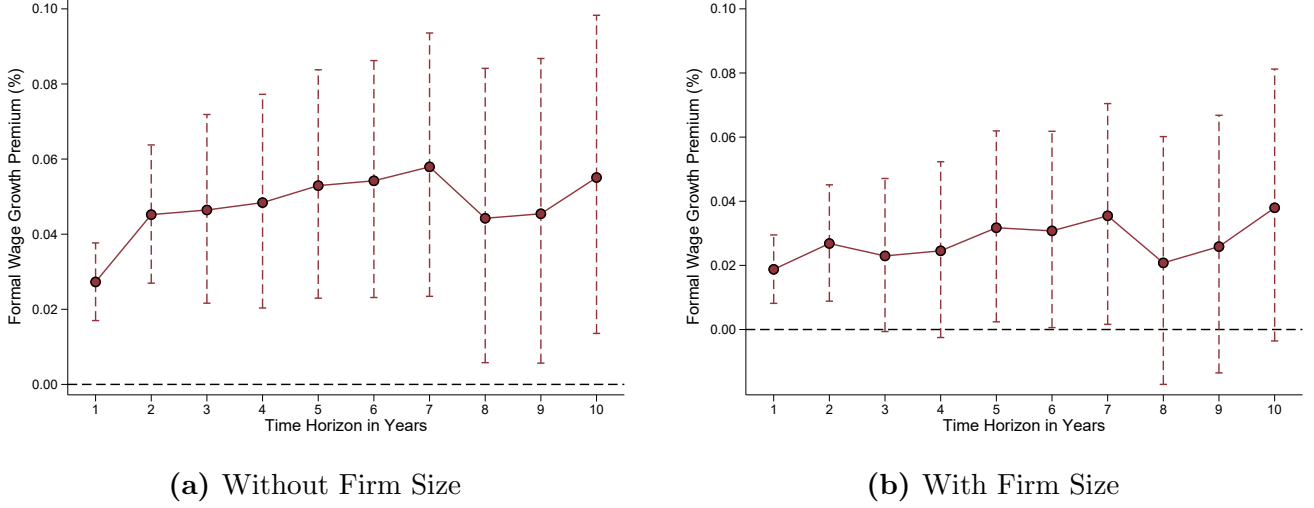 Formal Wage Growth Premium (%)
0.10
0.08
0.06
0.04
0.02
0.00
1 2 3 4 5 6 7 8 9 10
Time Horizon in Years
(a) Without Firm Size
Formal Wage Growth Premium (%)
0.10
0.08
0.06
0.04
0.02
0.00
1 2 3 4 5 6 7 8 9 10
Time Horizon in Years
(b) With Firm Size